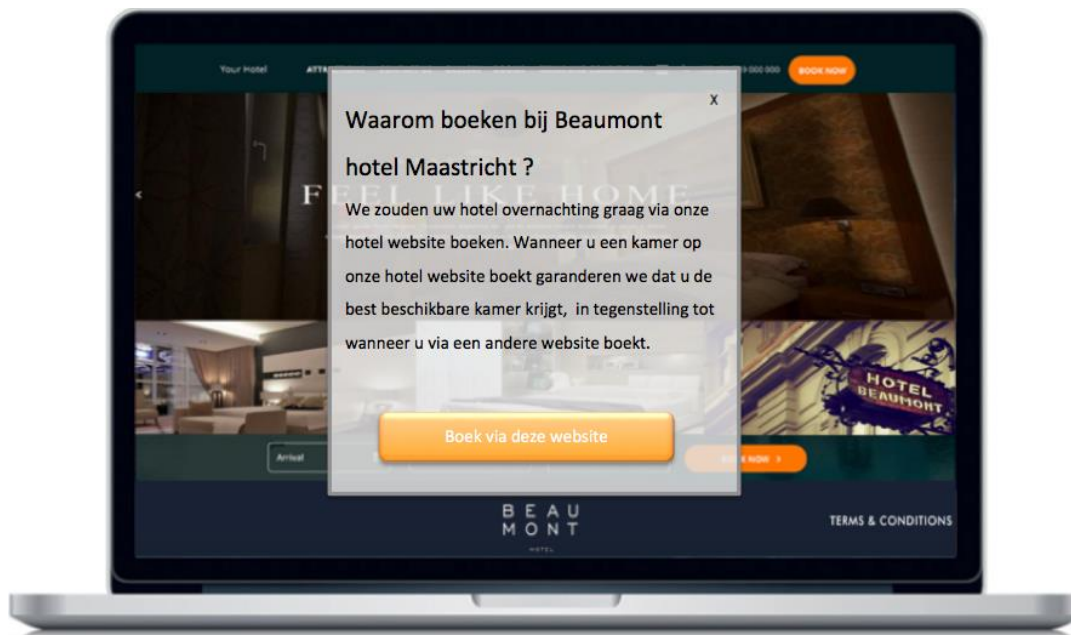 Your Hotel
BOOK NOW
X
Waarom boeken bij Beaumont
hotel Maastricht ?
FEEL LIKE HOME
We zouden uw hotel overnachting graag via onze
hotel website boeken. Wanneer u een kamer op
onze hotel website boekt garanderen we dat u de
best beschikbare kamer krijgt, in tegenstelling tot
wanneer u via een andere website boekt.
HOTEL
BEAUMONT
Boek via deze website
Arrival
NOW >
BEAU
MONT
HOTEL
TERMS & CONDITIONS